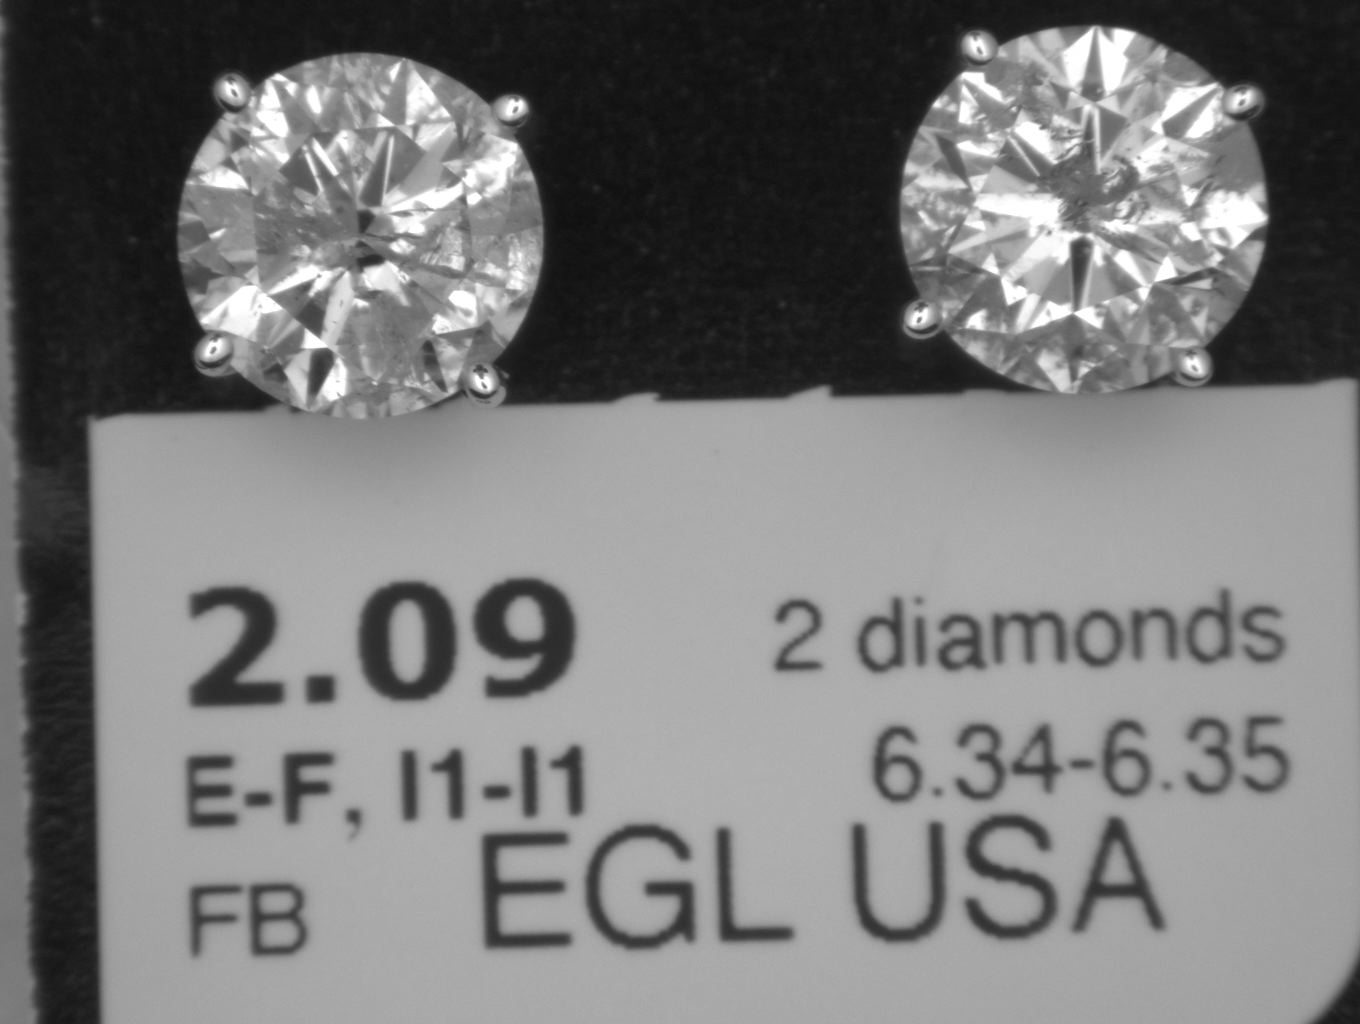 2.09
2 diamonds
E-F, I1-I1
6.34-6.35
FB
EGL USA